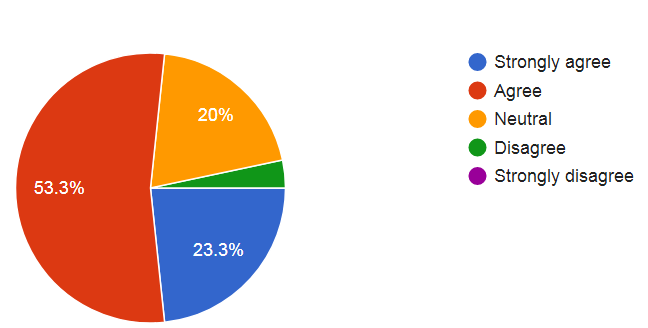 Strongly agree
Agree
Neutral
Disagree
Strongly disagree
20%
53.3%
23.3%